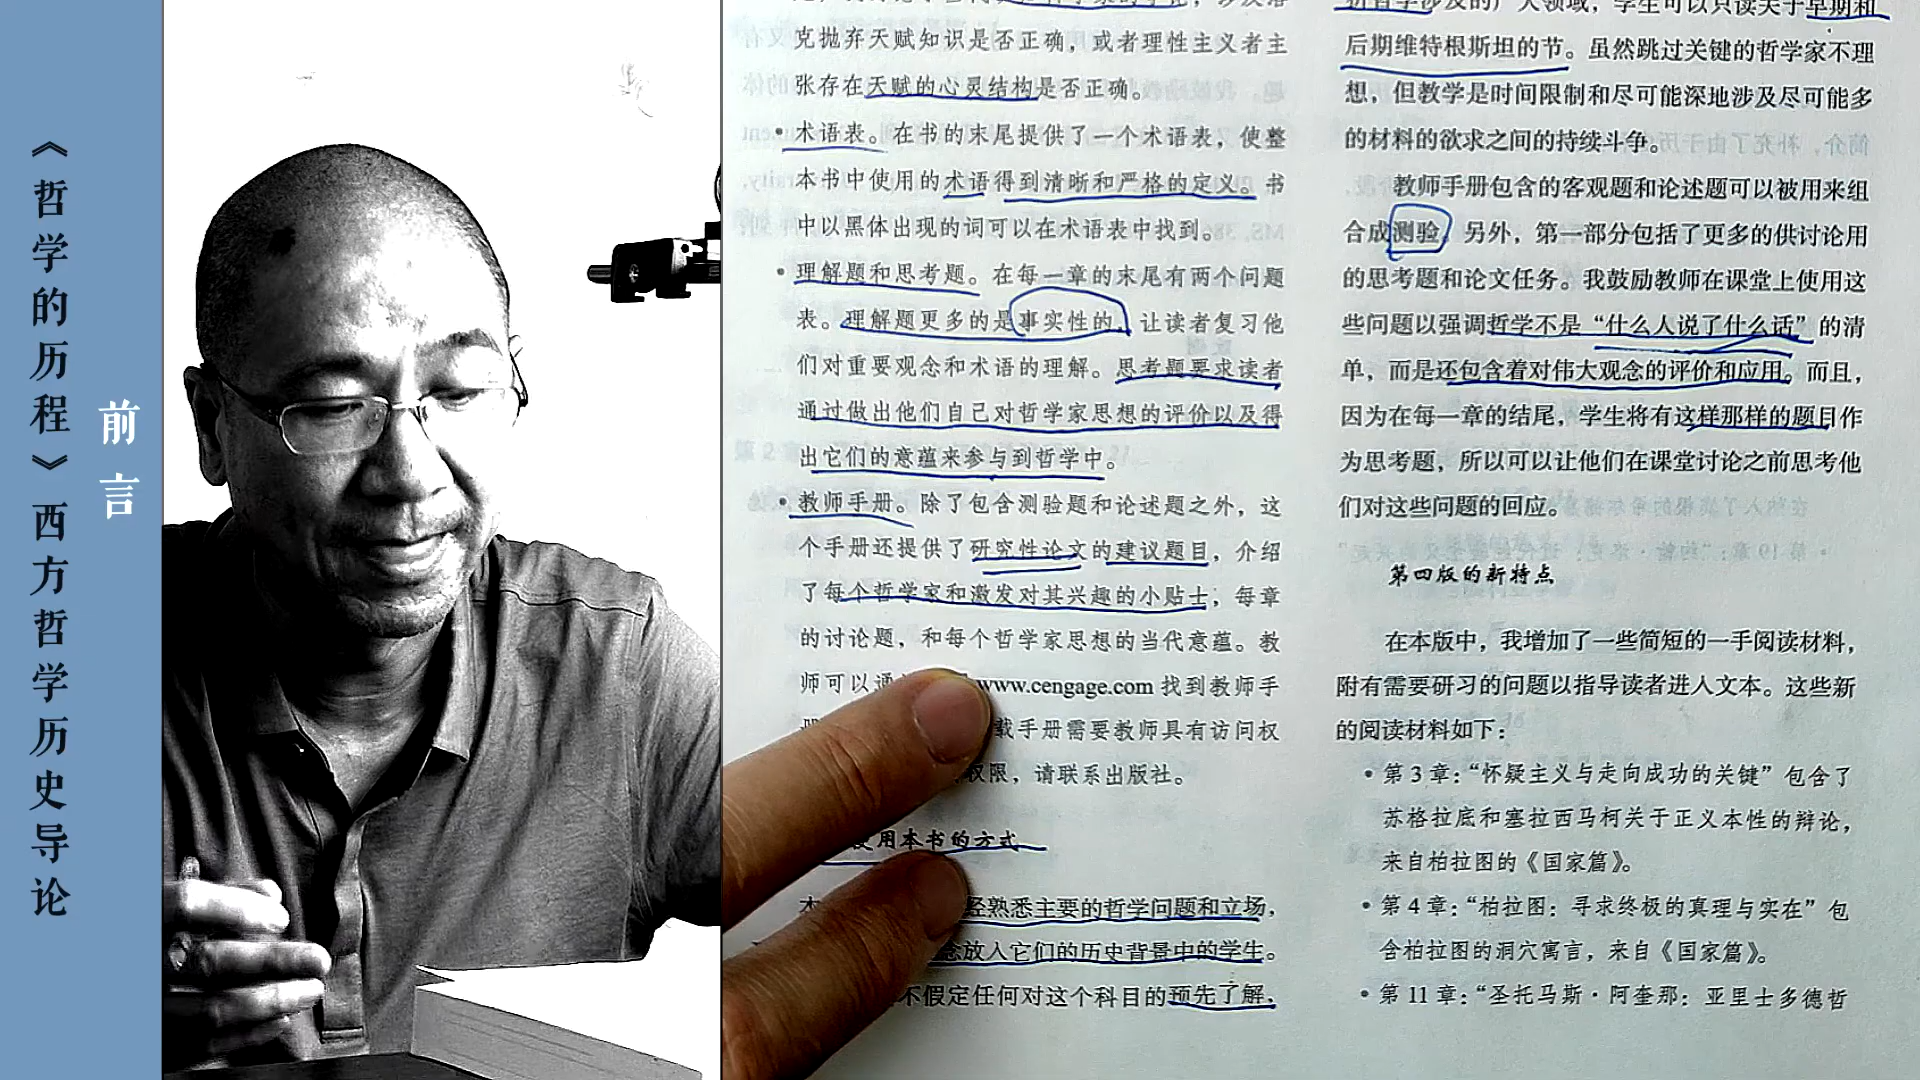 《哲学的历程》西方哲学历史导论
前言
克抛弃天赋知识是否正确，或者理性主义者主
张存在天赋的心灵结构是否正确。
• 术语表。在书的末尾提供了一个术语表，使整
本书中使用的术语得到清晰和严格的定义。书
中以黑体出现的词可以在术语表中找到。
• 理解题和思考题。在每一章的末尾有两个问题
表。理解题更多的是事实性的，让读者复习他
们对重要观念和术语的理解。思考题要求读者
通过做出他们自己对哲学家思想的评价以及得
出它们的意蕴来参与到哲学中。
• 教师手册。除了包含测验题和论述题之外，这
个手册还提供了研究性论文的建议题目，介绍
了每个哲学家和激发对其兴趣的小贴士，每章
的讨论题，和每个哲学家思想的当代意蕴。教
师可以通 www.cengage.com 找到教师手
载手册需要教师具有访问权
权限，请联系出版社。
使用本书的方式
经熟悉主要的哲学问题和立场，
念放入它们的历史背景中的学生。
不假定任何对这个科目的预先了解，
涉及的广大领域，学生可以只读关于早期和
后期维特根斯坦的节。虽然跳过关键的哲学家不理
想，但教学是时间限制和尽可能深地涉及尽可能多
的材料的欲求之间的持续斗争。
教师手册包含的客观题和论述题可以被用来组
合成测验。另外，第一部分包括了更多的供讨论用
的思考题和论文任务。我鼓励教师在课堂上使用这
些问题以强调哲学不是“什么人说了什么话”的清
单，而是还包含着对伟大观念的评价和应用。而且，
因为在每一章的结尾，学生将有这样那样的题目作
为思考题，所以可以让他们在课堂讨论之前思考他
们对这些问题的回应。
第四版的新特点
在本版中，我增加了一些简短的一手阅读材料，
附有需要研习的问题以指导读者进入文本。这些新
的阅读材料如下：
• 第 3 章：“怀疑主义与走向成功的关键”包含了
苏格拉底和塞拉西马柯关于正义本性的辩论，
来自柏拉图的《国家篇》。
• 第 4 章：“柏拉图：寻求终极的真理与实在”包
含柏拉图的洞穴寓言，来自《国家篇》。
• 第 11 章：“圣托马斯·阿奎那：亚里士多德哲